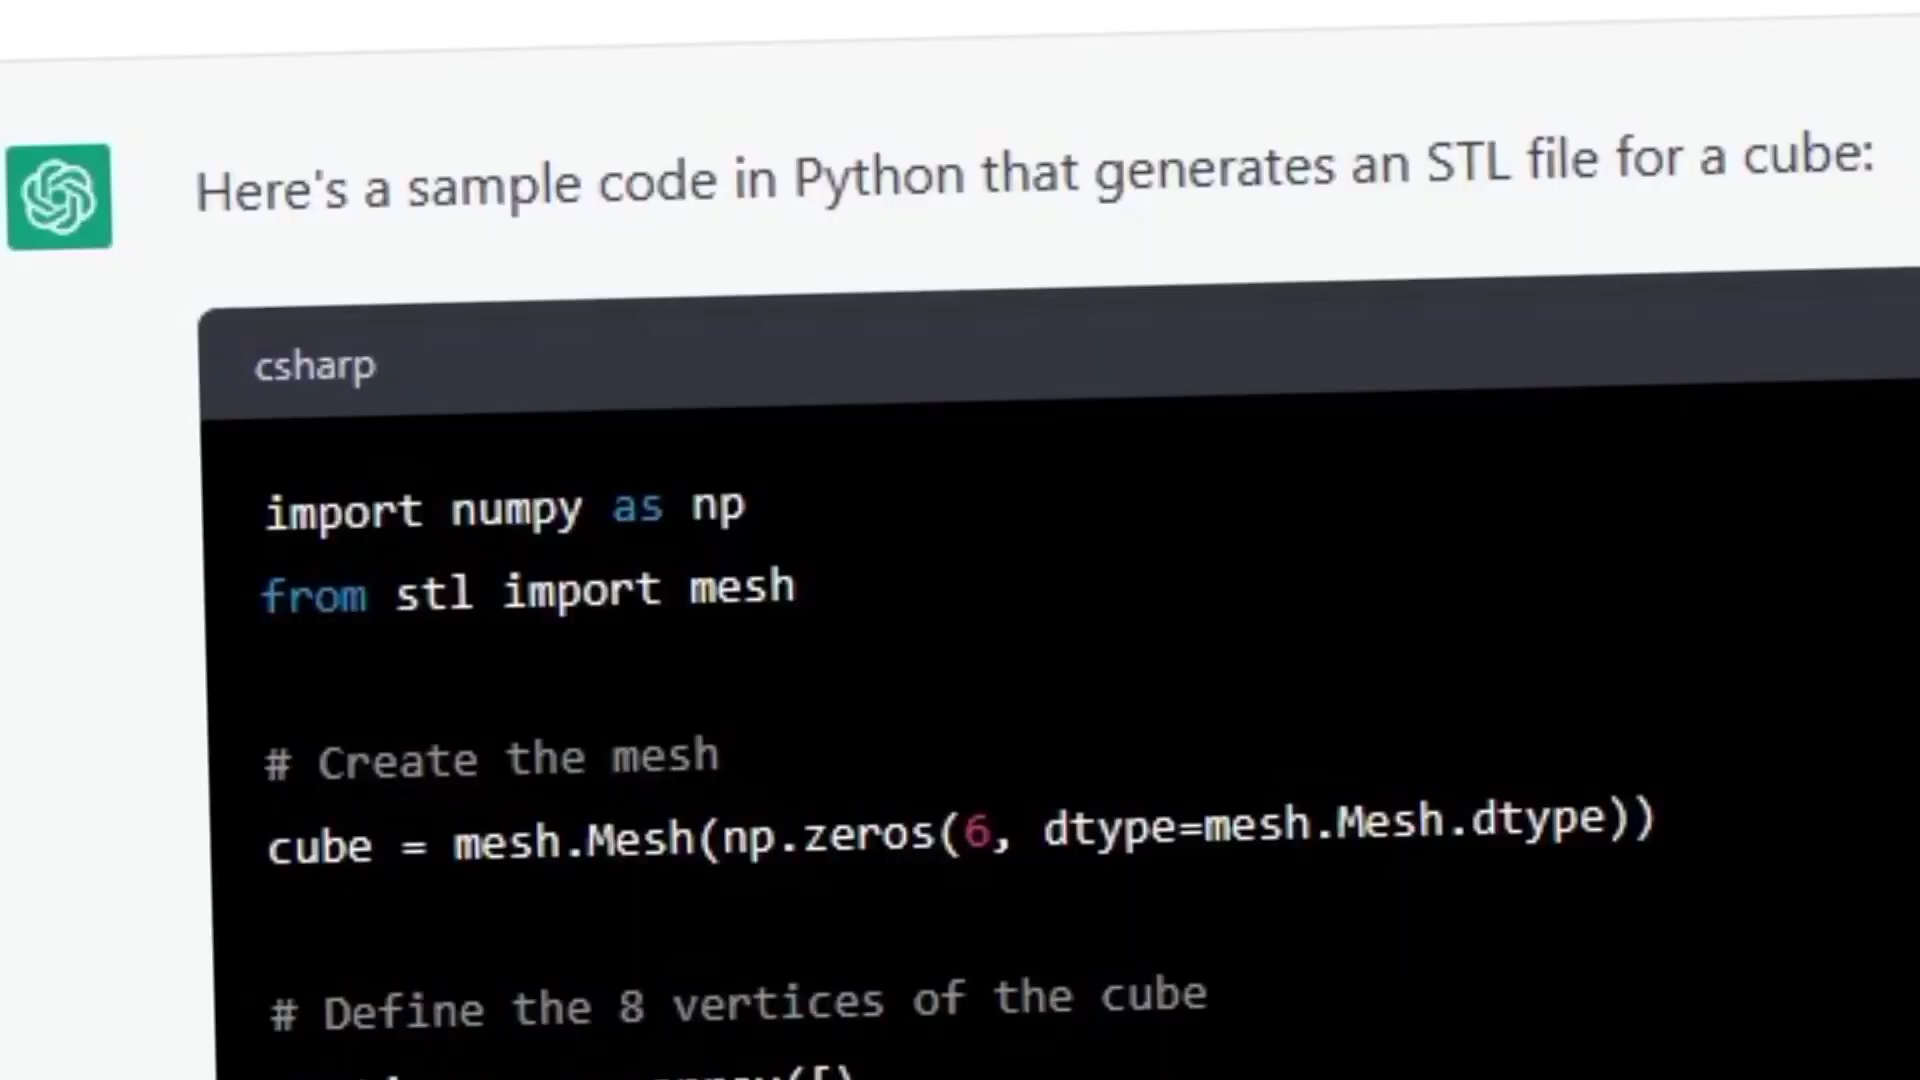 Here's a sample code in Python that generates an STL file for a cube:
csharp
import numpy as np
from stl import mesh
# Create the mesh
cube = mesh.Mesh(np.zeros(6, dtype=mesh.Mesh.dtype))
# Define the 8 vertices of the cube